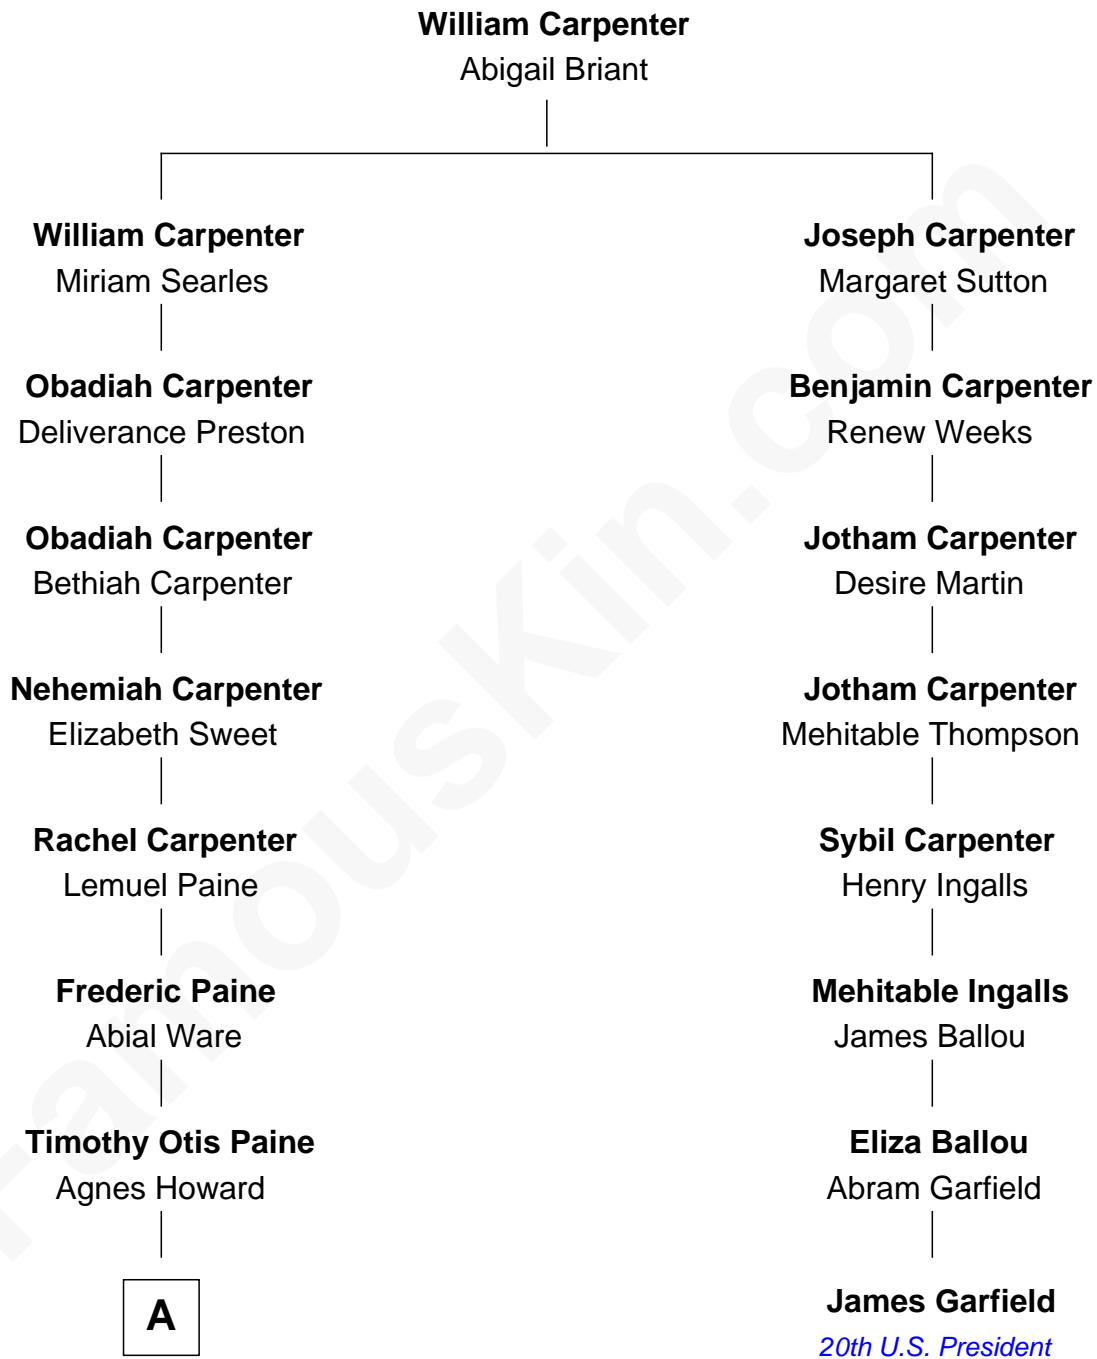 William Carpenter
Abigail Briant
William Carpenter
Miriam Searles
Joseph Carpenter
Margaret Sutton
Obadiah Carpenter
Deliverance Preston
Benjamin Carpenter
Renew Weeks
Obadiah Carpenter
Bethiah Carpenter
Jotham Carpenter
Desire Martin
Nehemiah Carpenter
Elizabeth Sweet
Jotham Carpenter
Mehitable Thompson
Rachel Carpenter
Lemuel Paine
Sybil Carpenter
Henry Ingalls
Frederic Paine
Abial Ware
Mehitable Ingalls
James Ballou
Timothy Otis Paine
Agnes Howard
Eliza Ballou
Abram Garfield
A
James Garfield
20th U.S. President
FamousKin.com